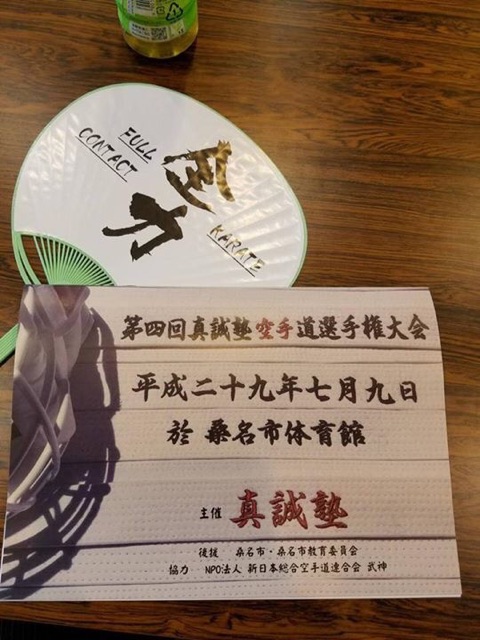 FULL
CONTACT
全力
KARATE
第四回真誠塾空手道選手権大会
平成二十九年七月九日
於 桑名市体育館
主催 真誠塾
後援 桑名市・桑名市教育委員会
協力 NPO法人 新日本総合空手道連合会 武神